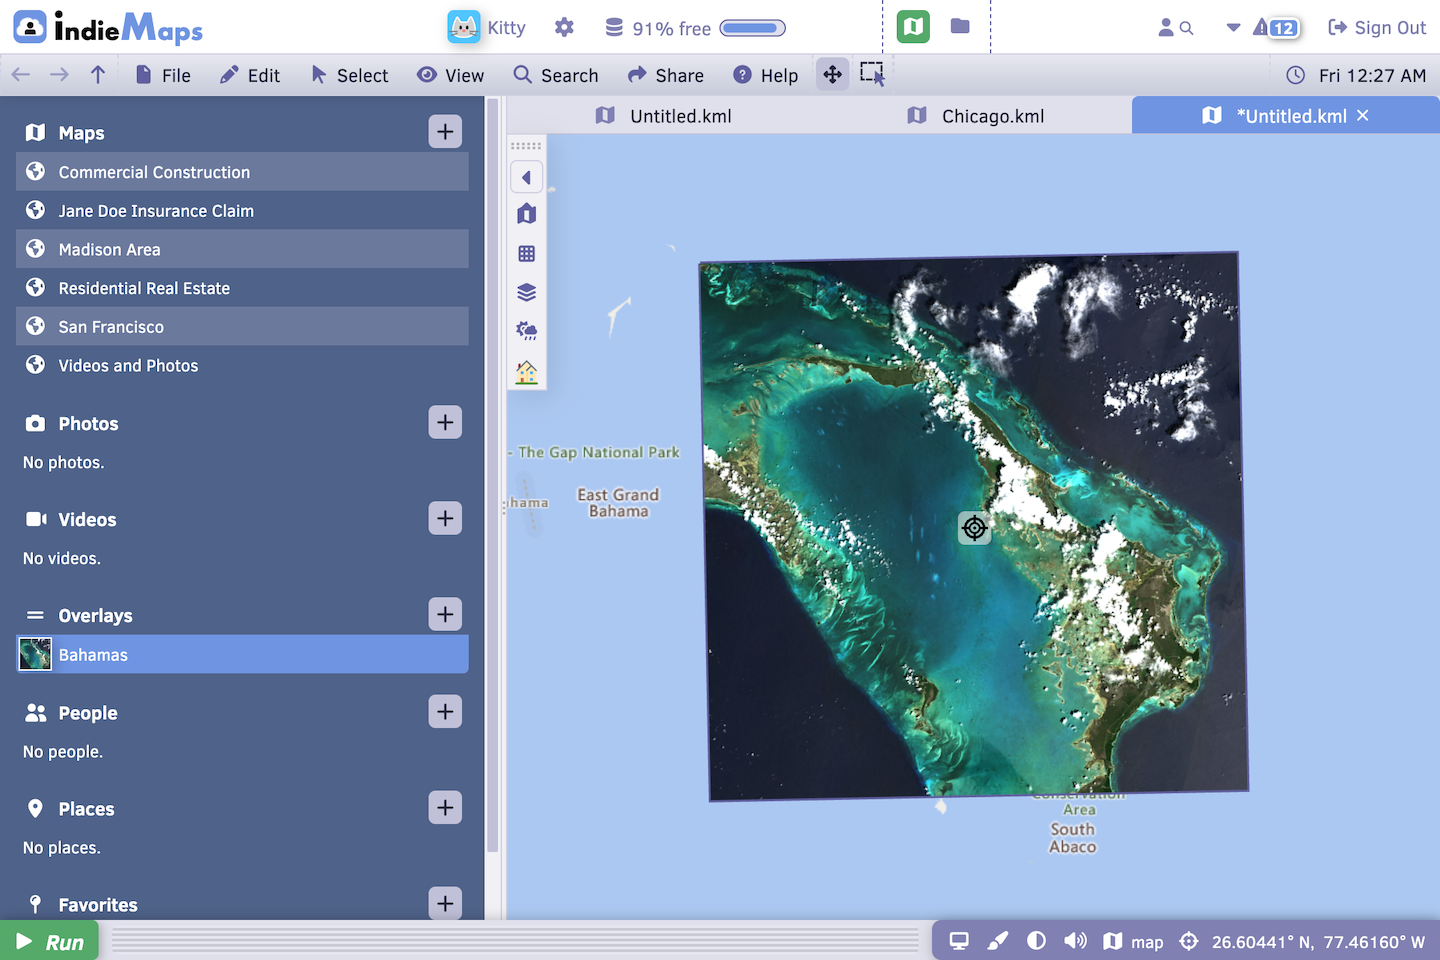 indieMaps
Kitty
91% free
12
Sign Out
File
Edit
Select
View
Search
Share
Help
Fri 12:27 AM
Maps
Commercial Construction
Jane Doe Insurance Claim
Madison Area
Residential Real Estate
San Francisco
Videos and Photos
Photos
No photos.
Videos
No videos.
Overlays
Bahamas
People
No people.
Places
No places.
Favorites
Untitled.kml
Chicago.kml
*Untitled.kml
- The Gap National Park
hama
East Grand
Bahama
Conservation
Area
South
Abaco
Run
map
26.60441° N, 77.46160° W